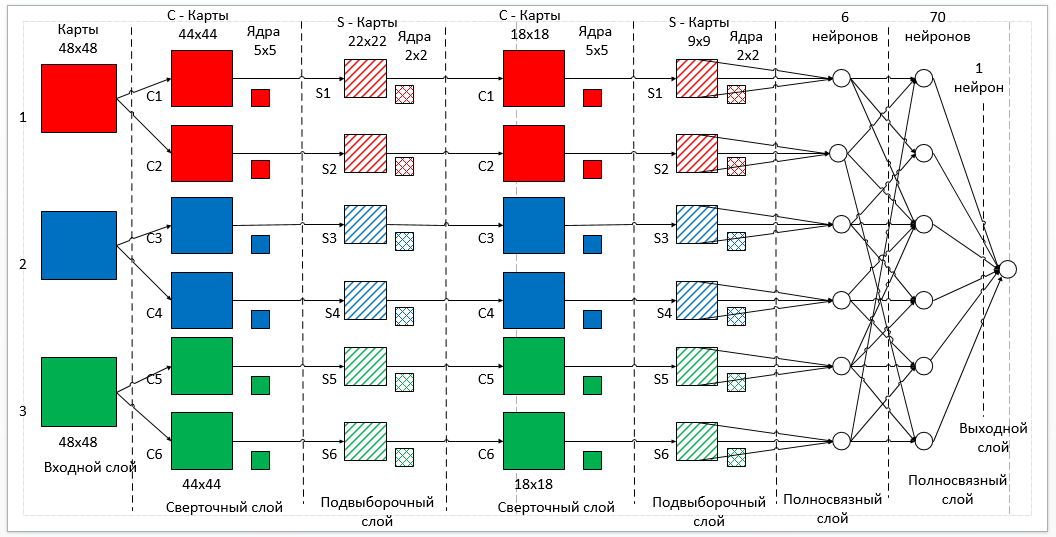 Карты
48x48
С - Карты
44x44
Ядра
5x5
S - Карты
22x22
Ядра
2x2
С - Карты
18x18
Ядра
5x5
S - Карты
9x9
Ядра
2x2
6
нейронов
70
нейронов
1
нейрон
1
C1
S1
C1
S1
C2
S2
C2
S2
2
C3
S3
C3
S3
C4
S4
C4
S4
3
C5
S5
C5
S5
C6
S6
C6
S6
48x48
Входной слой
44x44
Сверточный слой
Подвыборочный
слой
18x18
Сверточный слой
Подвыборочный
слой
Полносвязный
слой
Полносвязный
слой
Выходной
слой